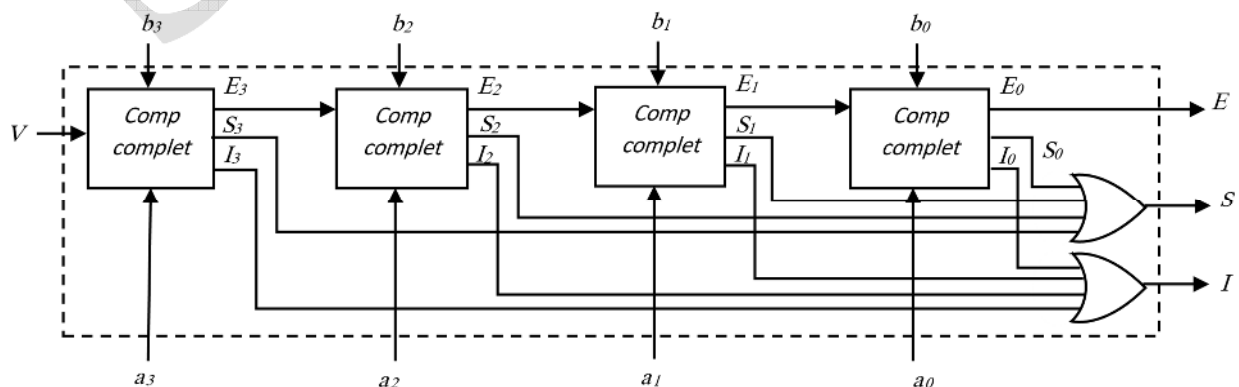 b3 b2 b1 b0
V
Comp complet
E3
S3
I3
Comp complet
E2
S2
I2
Comp complet
E1
S1
I1
Comp complet
E0
S0
I0
E
S
I
a3 a2 a1 a0